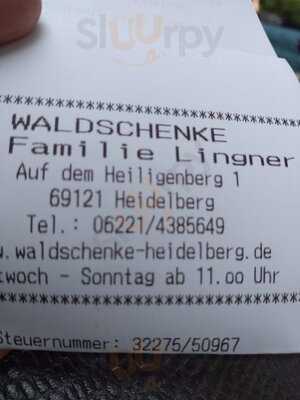 Sluurpy
************************************
WALDSCHENKE
Familie Lingner
Auf dem Heiligenberg 1
69121 Heidelberg
Tel.: 06221/4385649
.waldschenke-heidelberg.de
twoch - Sonntag ab 11.oo Uhr
************************************
Steuernummer: 32275/50967